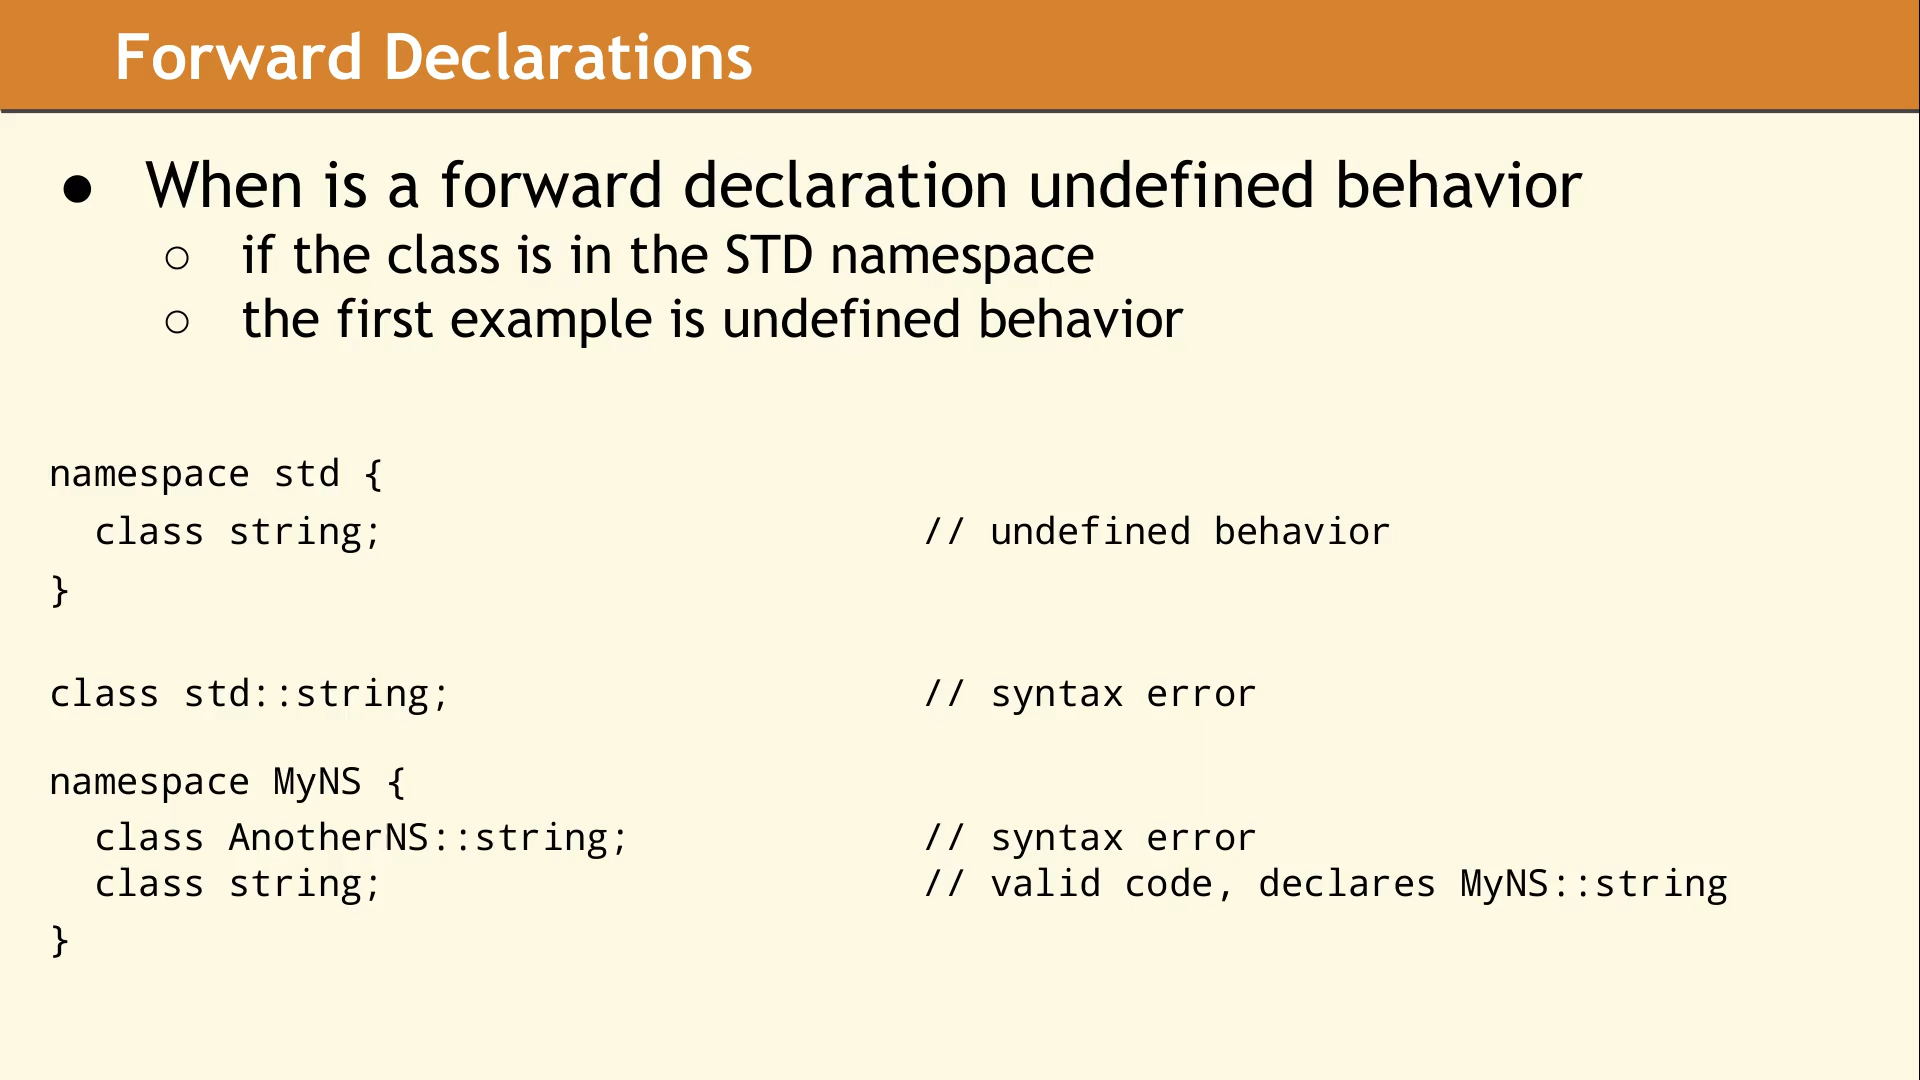 Forward Declarations
● When is a forward declaration undefined behavior
○ if the class is in the STD namespace
○ the first example is undefined behavior
namespace std {
  class string; // undefined behavior
}
class std::string; // syntax error
namespace MyNS {
  class AnotherNS::string; // syntax error
  class string; // valid code, declares MyNS::string
}